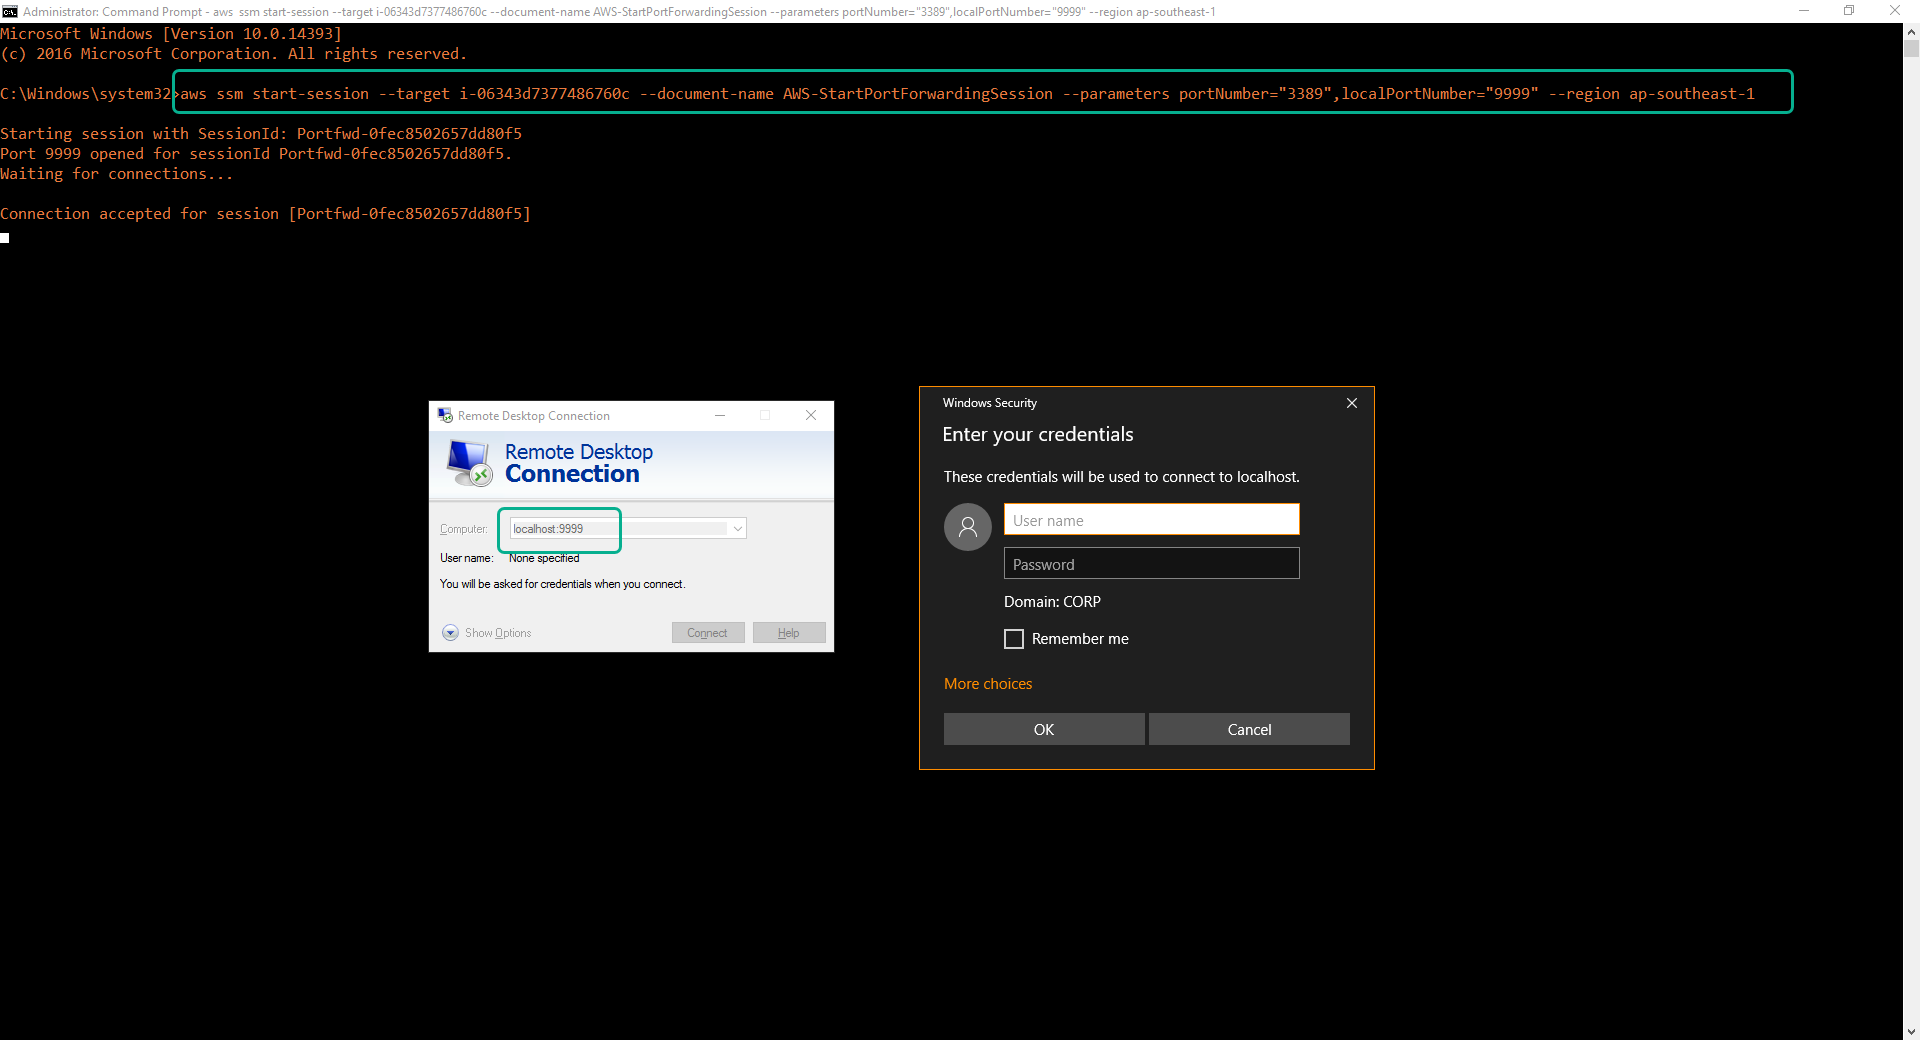 Administrator: Command Prompt - aws  ssm start-session --target i-06343d7377486760c --document-name AWS-StartPortForwardingSession --parameters portNumber="3389",localPortNumber="9999" --region ap-southeast-1
Microsoft Windows [Version 10.0.14393]
(c) 2016 Microsoft Corporation. All rights reserved.
C:\Windows\system32>aws ssm start-session --target i-06343d7377486760c --document-name AWS-StartPortForwardingSession --parameters portNumber="3389",localPortNumber="9999" --region ap-southeast-1
Starting session with SessionId: Portfwd-0fec8502657dd80f5
Port 9999 opened for sessionId Portfwd-0fec8502657dd80f5.
Waiting for connections...
Connection accepted for session [Portfwd-0fec8502657dd80f5]
Remote Desktop Connection
Remote Desktop
Connection
Computer: localhost:9999
User name: None specified
You will be asked for credentials when you connect.
Show Options
Connect
Help
Windows Security
Enter your credentials
These credentials will be used to connect to localhost.
User name
Password
Domain: CORP
Remember me
More choices
OK
Cancel